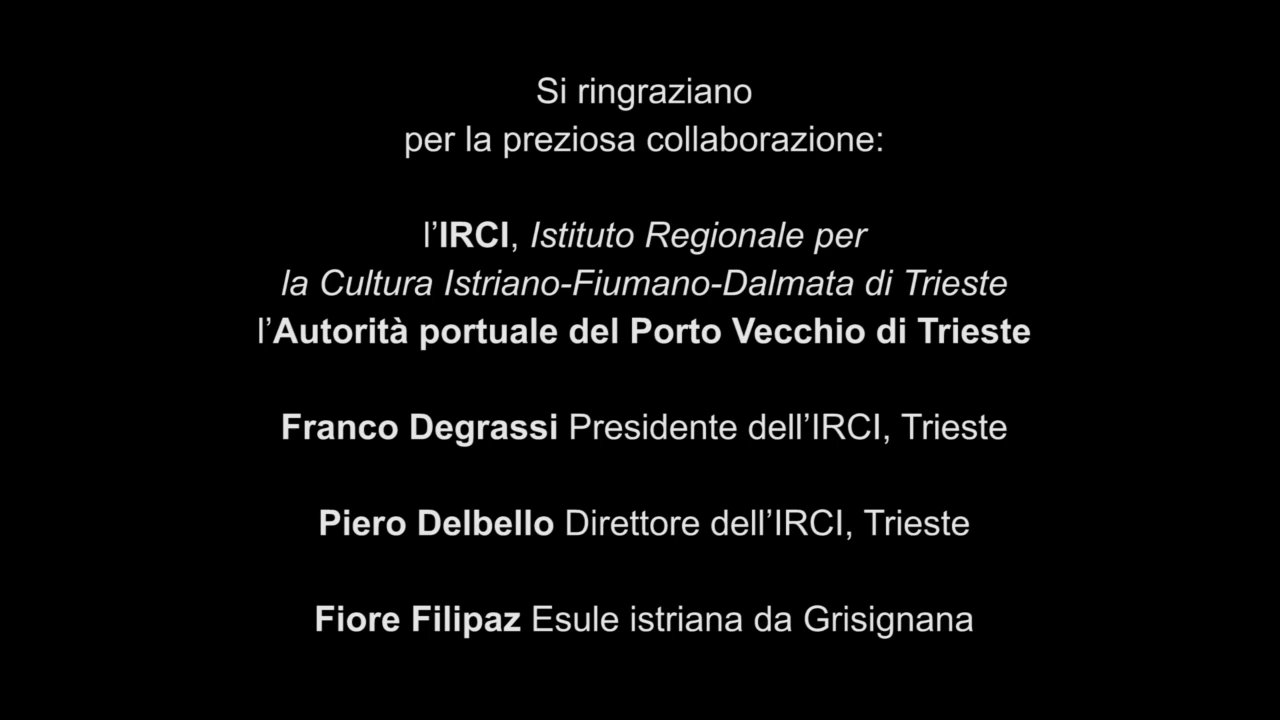 Si ringraziano
per la preziosa collaborazione:
l’IRCI, Istituto Regionale per
la Cultura Istriano-Fiumano-Dalmata di Trieste
l’Autorità portuale del Porto Vecchio di Trieste
Franco Degrassi Presidente dell’IRCI, Trieste
Piero Delbello Direttore dell’IRCI, Trieste
Fiore Filipaz Esule istriana da Grisignana